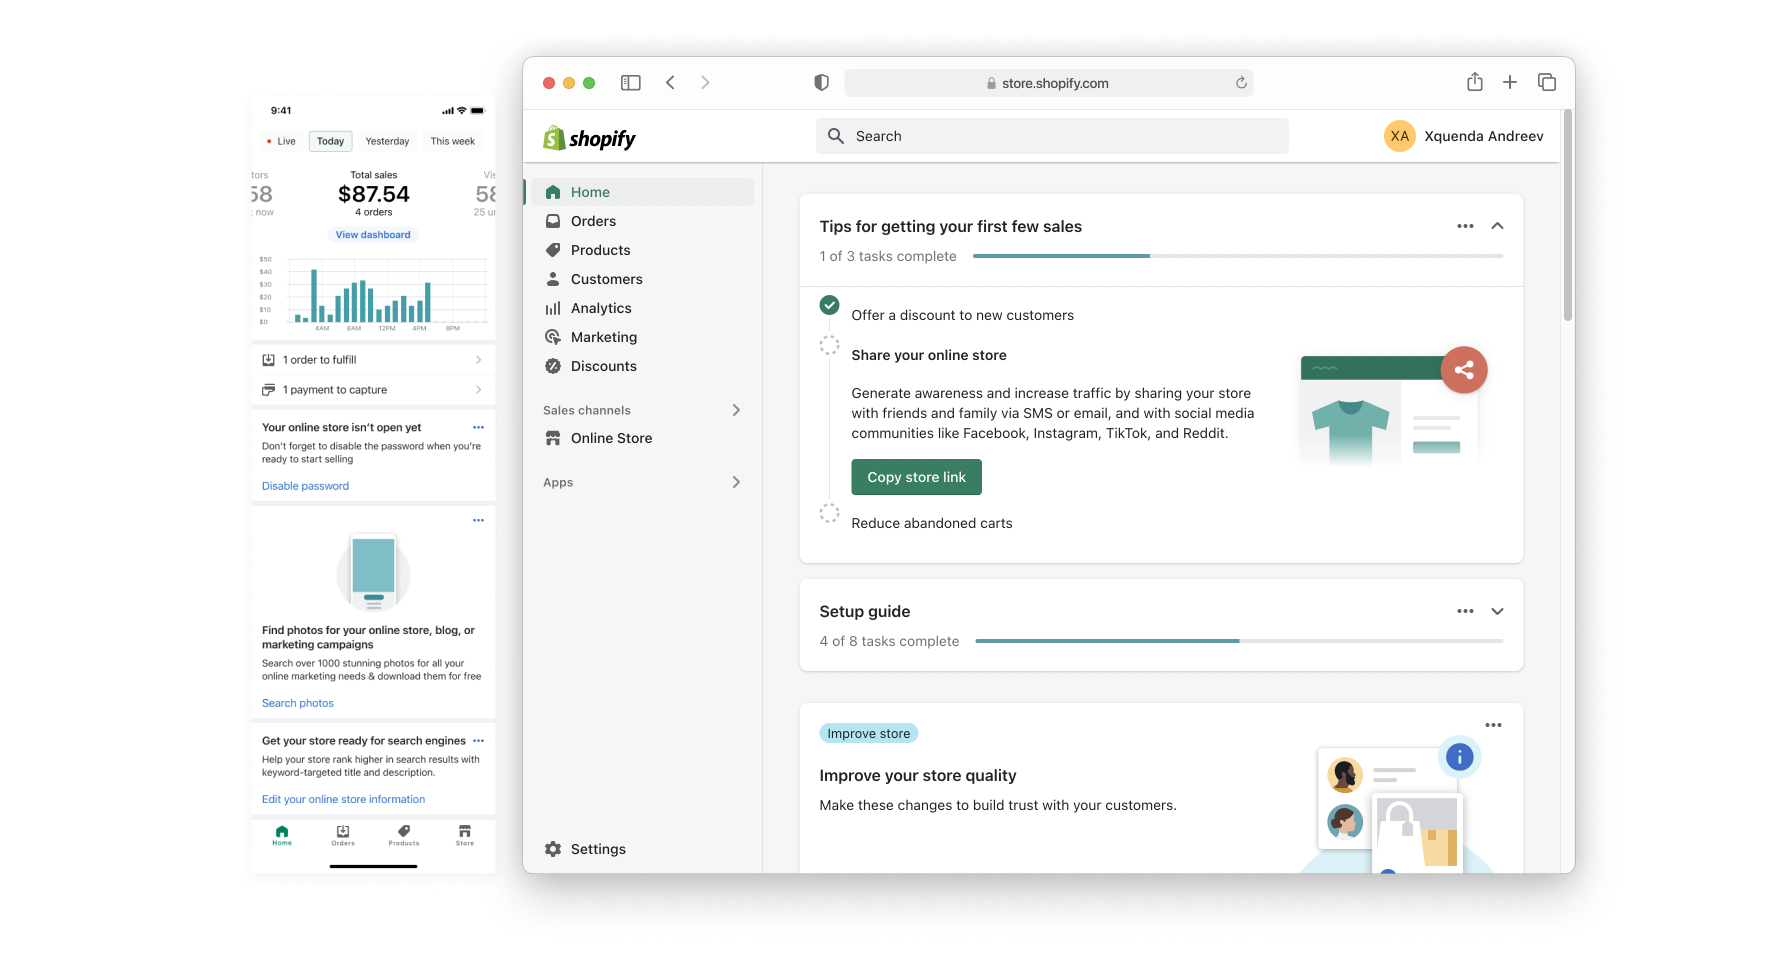 9:41
Live Today Yesterday This week
tors Total sales Vis
58 $87.54 58
now 4 orders 25 ur
View dashboard
$50
$40
$30
$20
$10
$0
4AM 8AM 12PM 4PM 8PM
1 order to fulfill
1 payment to capture
Your online store isn't open yet
Don't forget to disable the password when you're
ready to start selling
Disable password
Find photos for your online store, blog, or
marketing campaigns
Search over 1000 stunning photos for all your
online marketing needs & download them for free
Search photos
Get your store ready for search engines
Help your store rank higher in search results with
keyword-targeted title and description.
Edit your online store information
Home Orders Products Store
store.shopify.com
shopify
Search
XA Xquenda Andreev
Home
Orders
Products
Customers
Analytics
Marketing
Discounts
Sales channels
Online Store
Apps
Settings
Tips for getting your first few sales
1 of 3 tasks complete
Offer a discount to new customers
Share your online store
Generate awareness and increase traffic by sharing your store
with friends and family via SMS or email, and with social media
communities like Facebook, Instagram, TikTok, and Reddit.
Copy store link
Reduce abandoned carts
Setup guide
4 of 8 tasks complete
Improve store
Improve your store quality
Make these changes to build trust with your customers.